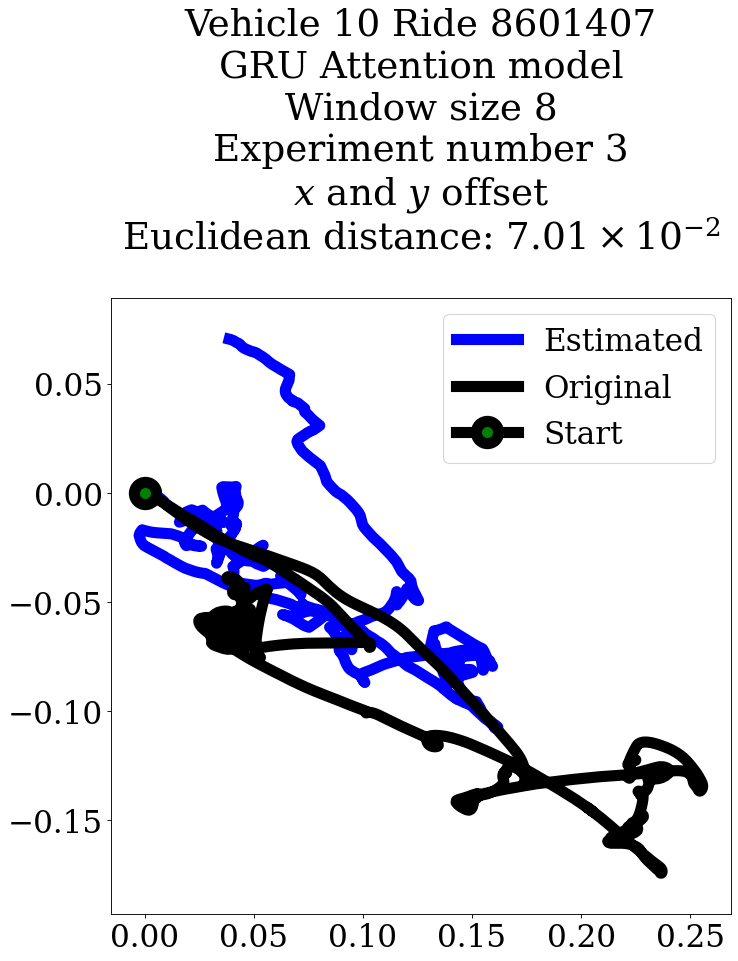 Vehicle 10 Ride 8601407
GRU Attention model
Window size 8
Experiment number 3
x and y offset
Euclidean distance: 7.01 × 10⁻²
Estimated
Original
Start
0.05
0.00
−0.05
−0.10
−0.15
0.00 0.05 0.10 0.15 0.20 0.25